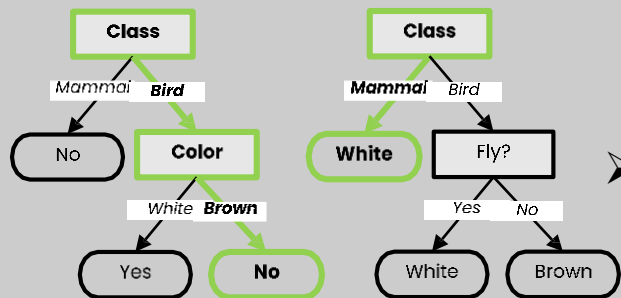 Class
Mammal Bird
No
Color
White Brown
Yes
No
Class
Mammal Bird
White
Fly?
Yes No
White
Brown